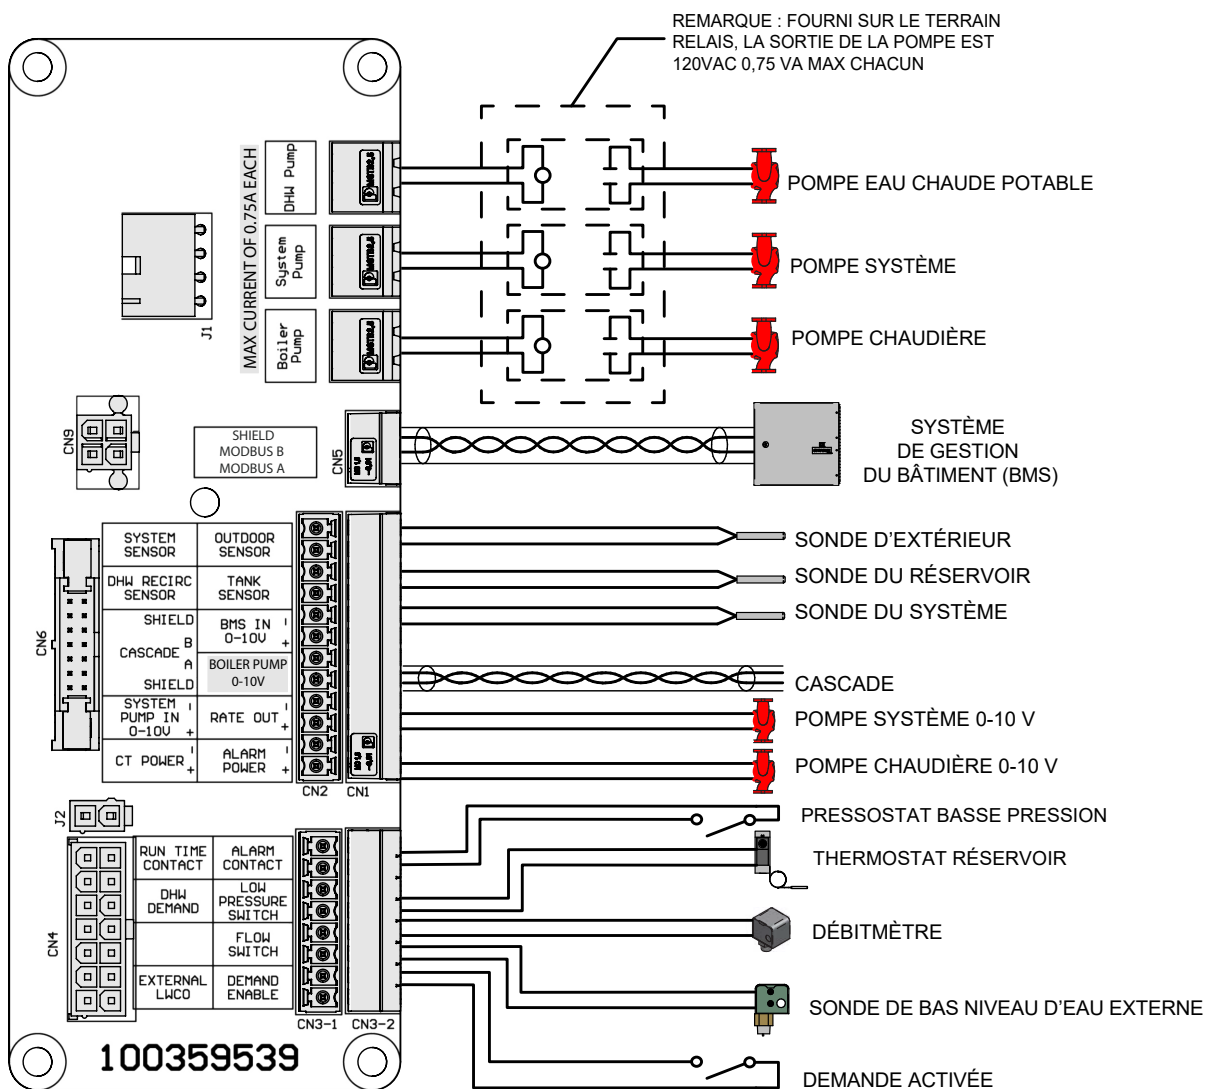 REMARQUE : FOURNI SUR LE TERRAIN
RELAIS, LA SORTIE DE LA POMPE EST
120VAC 0,75 VA MAX CHACUN
MAX CURRENT OF 0.75A EACH
DHW Pump
System
Pump
Boiler
Pump
MSTB2,5
MSTB2,5
MSTB2,5
J1
POMPE EAU CHAUDE POTABLE
POMPE SYSTÈME
POMPE CHAUDIÈRE
CN9
SHIELD
MODBUS B
MODBUS A
CN5
SYSTÈME
DE GESTION
DU BÂTIMENT (BMS)
CN6
SYSTEM
SENSOR
OUTDOOR
SENSOR
DHW RECIRC
SENSOR
TANK
SENSOR
SHIELD
CASCADE
B
A
SHIELD
BMS IN -
0-10V +
BOILER PUMP
0-10V
SYSTEM -
PUMP IN
0-10V +
RATE OUT -
+
CT POWER -
+
ALARM -
POWER +
CN2
CN1
SONDE D'EXTÉRIEUR
SONDE DU RÉSERVOIR
SONDE DU SYSTÈME
CASCADE
POMPE SYSTÈME 0-10 V
POMPE CHAUDIÈRE 0-10 V
J2
CN4
RUN TIME
CONTACT
ALARM
CONTACT
DHW
DEMAND
LOW
PRESSURE
SWITCH
FLOW
SWITCH
EXTERNAL
LWCO
DEMAND
ENABLE
CN3-1
CN3-2
PRESSOSTAT BASSE PRESSION
THERMOSTAT RÉSERVOIR
DÉBITMÈTRE
SONDE DE BAS NIVEAU D'EAU EXTERNE
DEMANDE ACTIVÉE
100359539